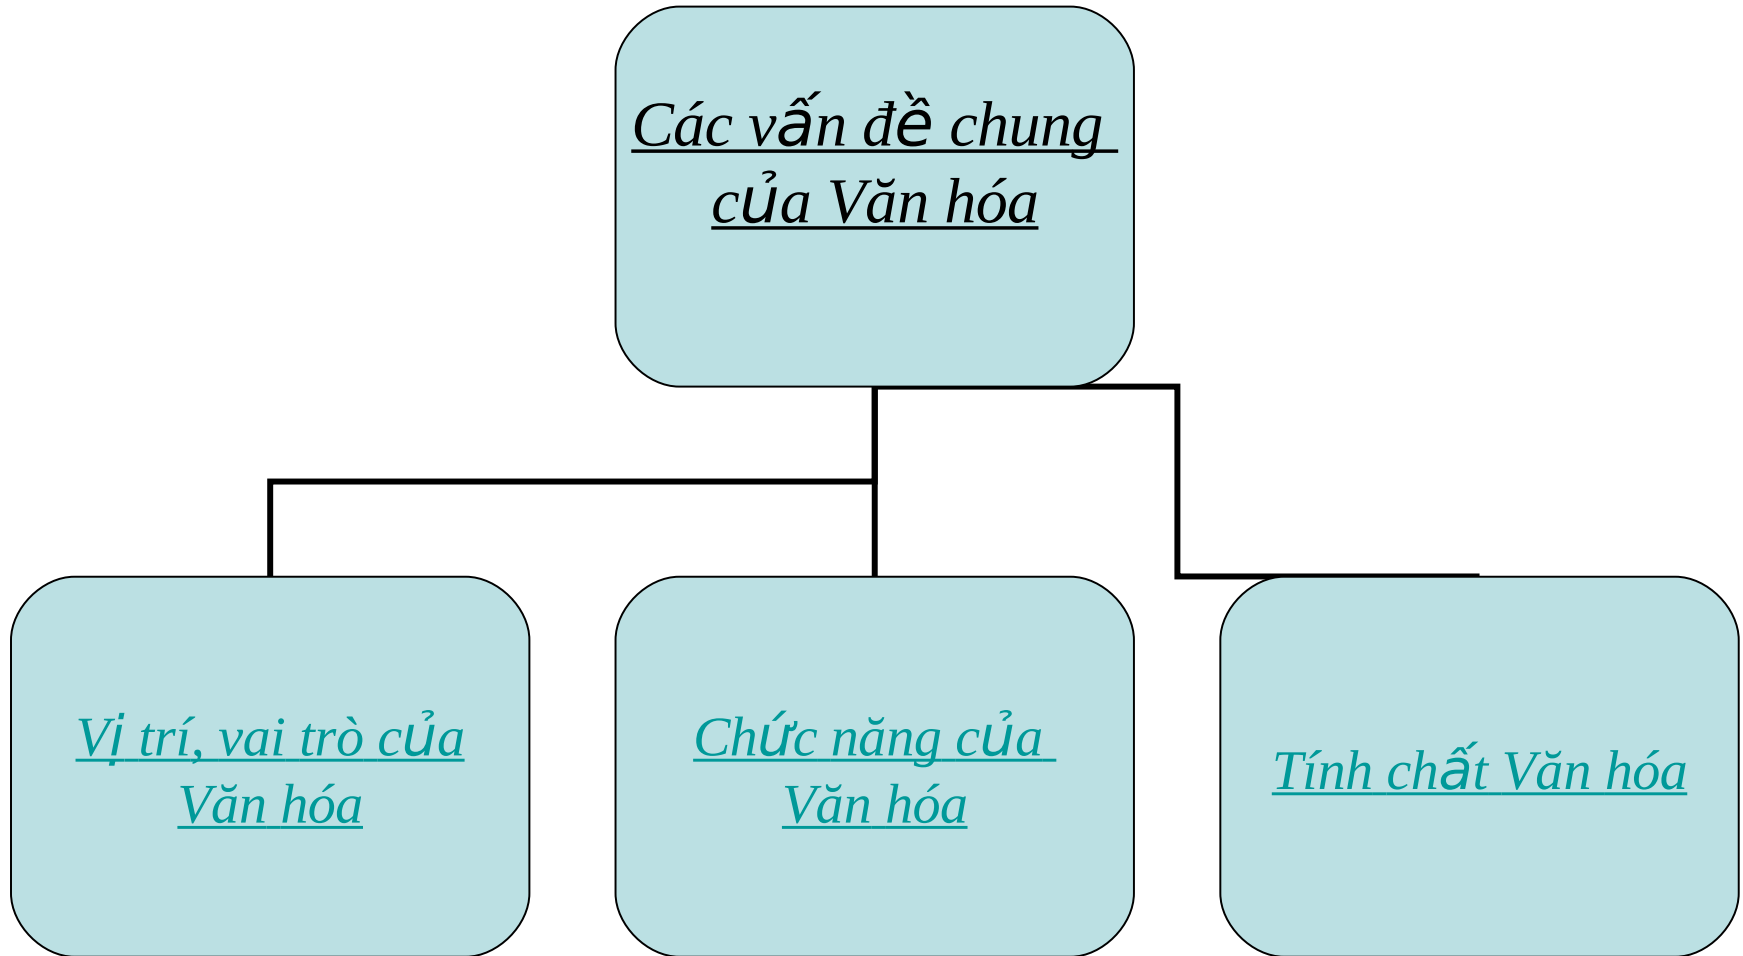 Các vấn đề chung
của Văn hóa
Vị trí, vai trò của
Văn hóa
Chức năng của
Văn hóa
Tính chất Văn hóa